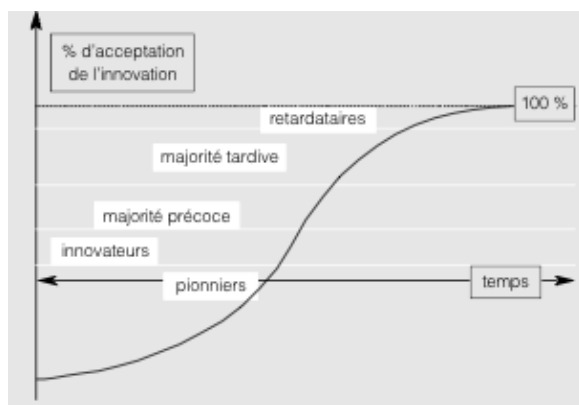 % d'acceptation
de l'innovation
100 %
retardataires
majorité tardive
majorité précoce
innovateurs
pionniers
temps